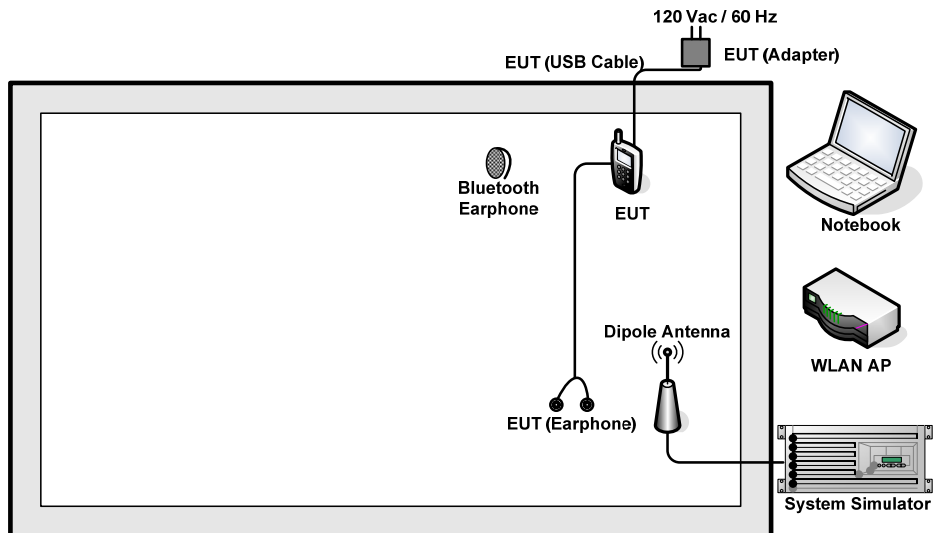 120 Vac / 60 Hz
EUT (USB Cable)
EUT (Adapter)
Bluetooth
Earphone
EUT
Notebook
Dipole Antenna
WLAN AP
EUT (Earphone)
System Simulator